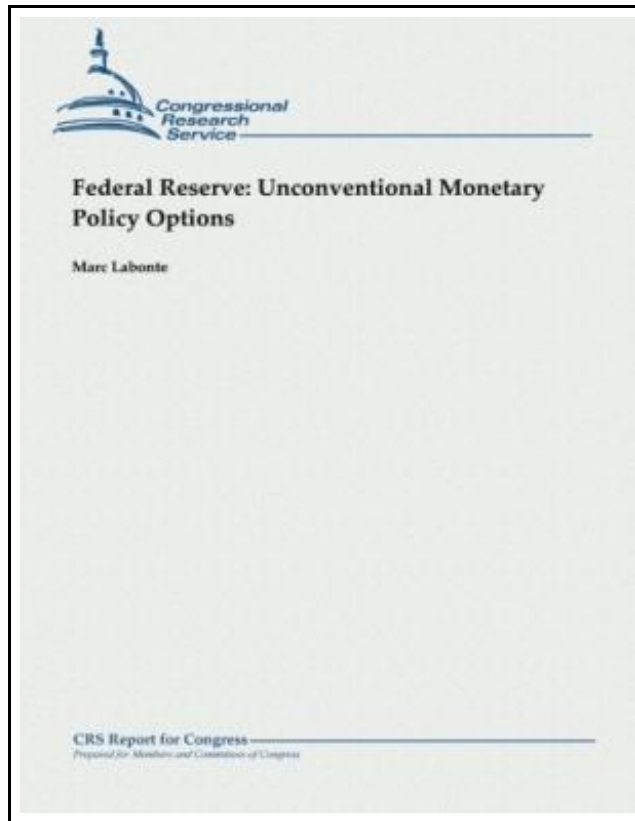 Congressional
Research
Service
Federal Reserve: Unconventional Monetary
Policy Options
Marc Labonte
CRS Report for Congress
Prepared for Members and Committees of Congress